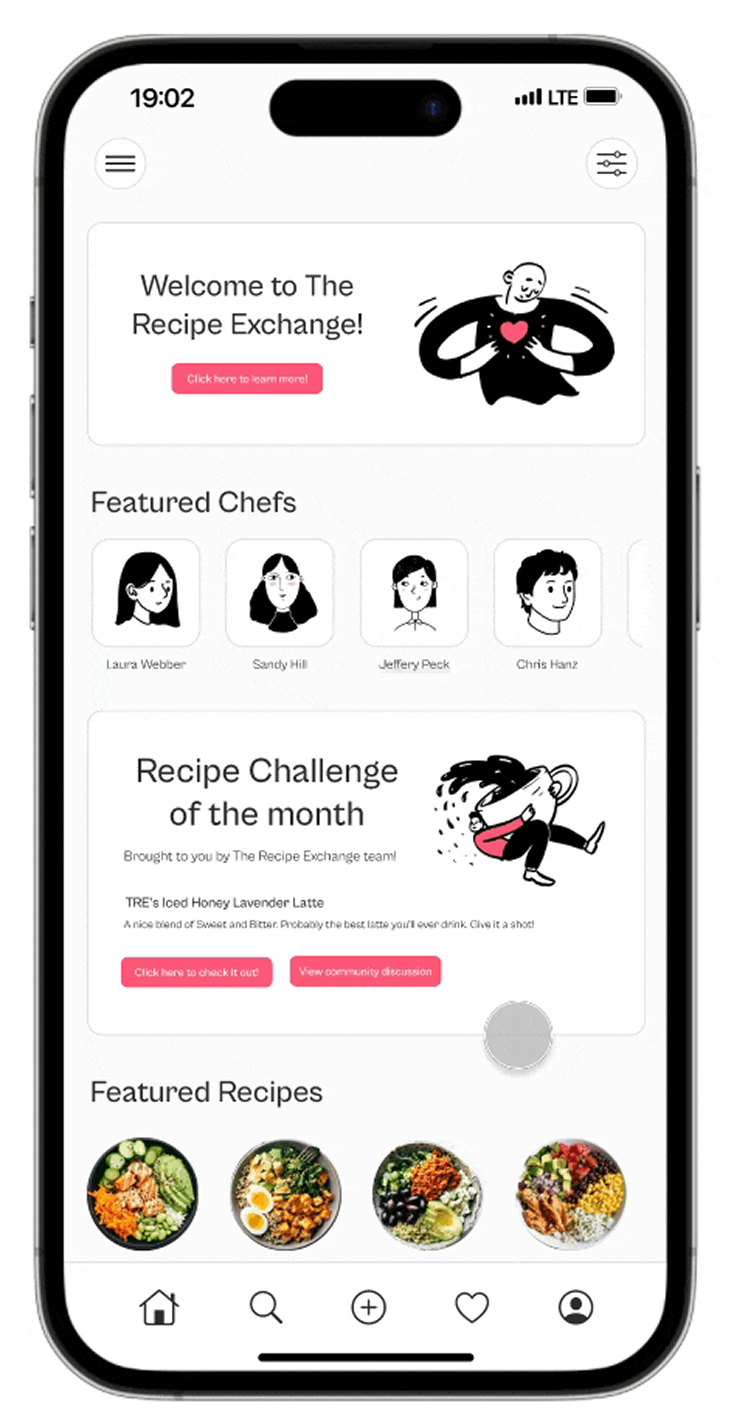 19:02
LTE
Welcome to The
Recipe Exchange!
Click here to learn more!
Featured Chefs
Laura Webber
Sandy Hill
Jeffery Peck
Chris Hanz
Recipe Challenge
of the month
Brought to you by The Recipe Exchange team!
TRE's Iced Honey Lavender Latte
A nice blend of Sweet and Bitter. Probably the best latte you'll ever drink. Give it a shot!
Click here to check it out!
View community discussion
Featured Recipes